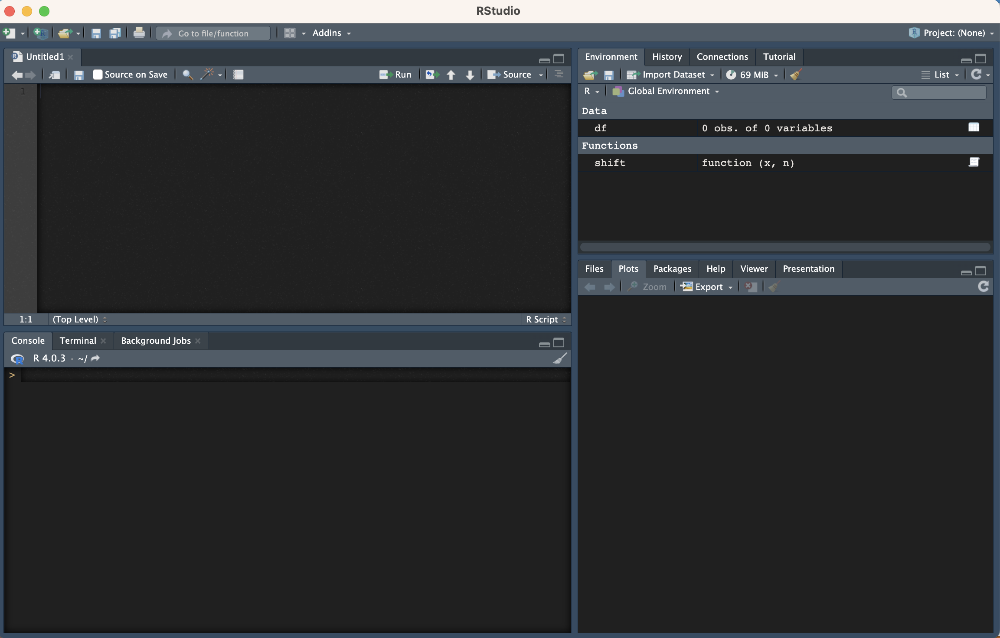 RStudio
Go to file/function Addins Project: (None)
Untitled1
Source on Save Run Source
1
1:1 (Top Level) R Script
Console Terminal Background Jobs
R 4.0.3 · ~/
>
Environment History Connections Tutorial
Import Dataset 69 MiB List
R Global Environment
Data
df 0 obs. of 0 variables
Functions
shift function (x, n)
Files Plots Packages Help Viewer Presentation
Zoom Export